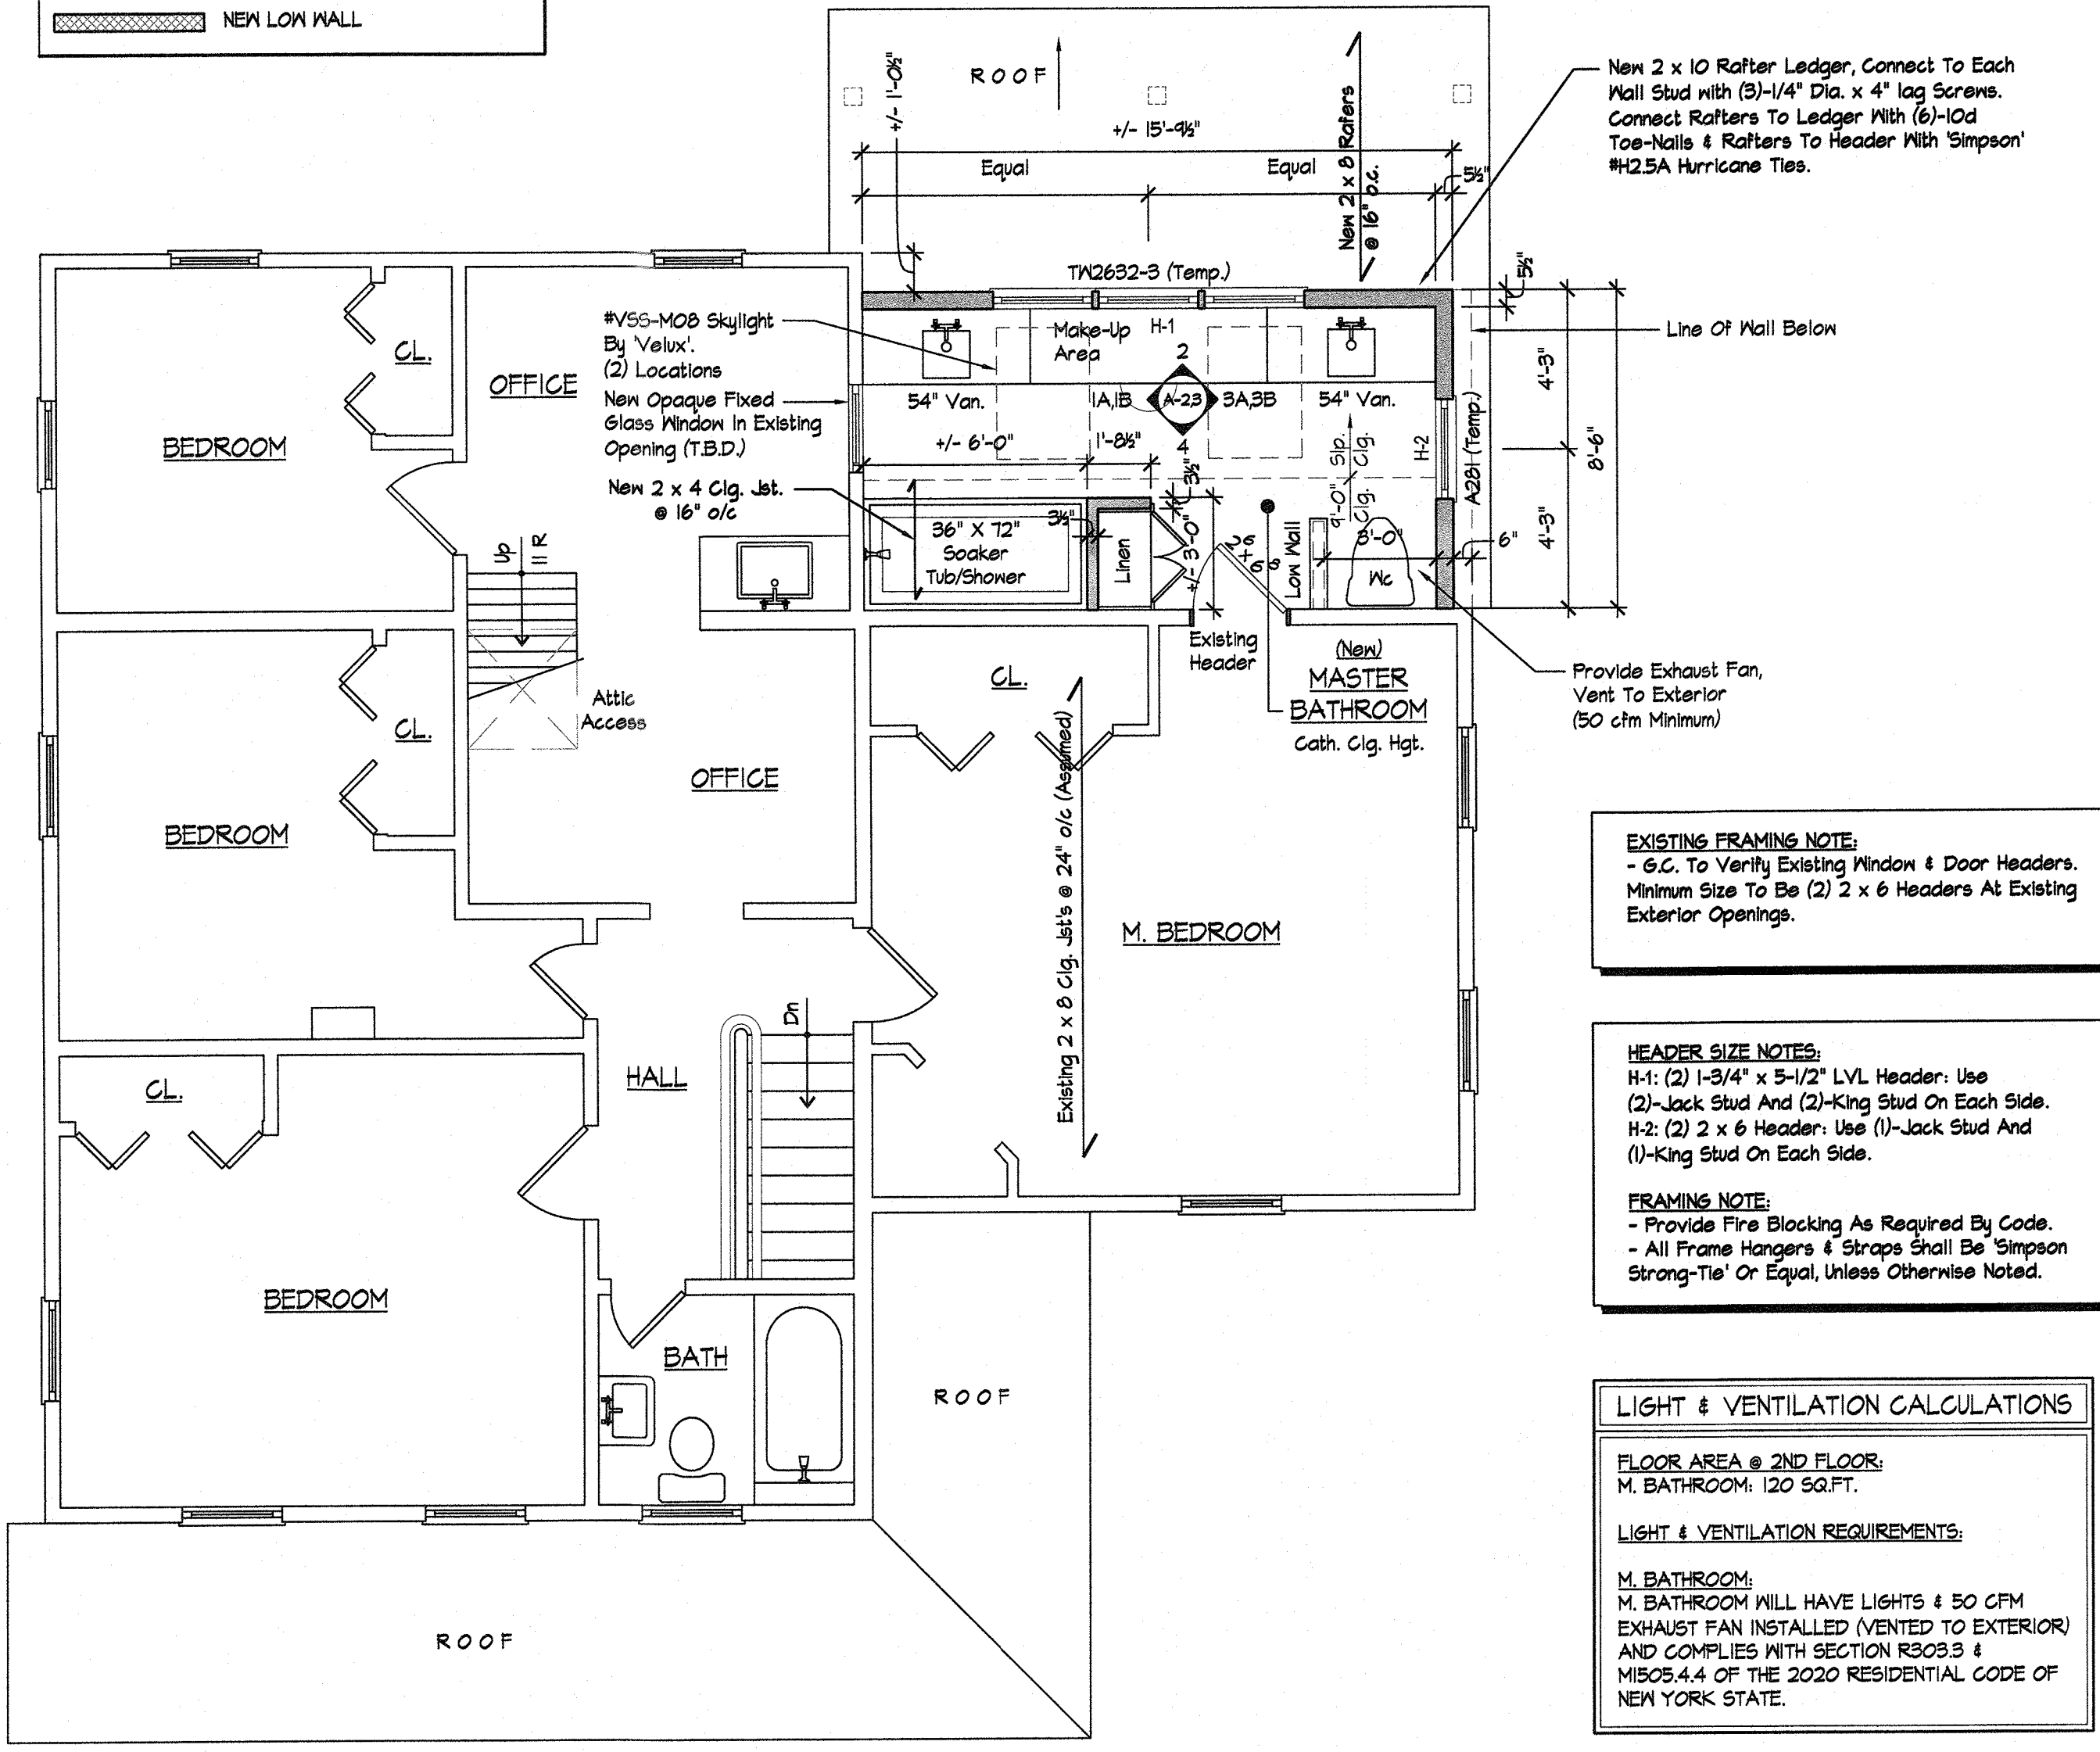 NEW LOW WALL
ROOF
+/- 1'-0½"
+/- 15'-9½"
Equal
Equal
5½"
New 2 x 8 Rafers
@ 16" o.c.
New 2 x 10 Rafter Ledger, Connect To Each
Wall Stud with (3)-1/4" Dia. x 4" lag Screws.
Connect Rafters To Ledger With (6)-10d
Toe-Nails & Rafters To Header With 'Simpson'
#H2.5A Hurricane Ties.
TW2632-3 (Temp.)
5½"
Line Of Wall Below
#VSS-M08 Skylight
By 'Velux'.
(2) Locations
New Opaque Fixed
Glass Window In Existing
Opening (T.B.D.)
New 2 x 4 Clg. Jst.
@ 16" o/c
Make-Up
Area
H-1
2
1A,1B
A-2,3
3A,3B
4
54" Van.
54" Van.
+/- 6'-0"
1'-8½"
3½"
9'-0"
Slp.
Clg.
Clg.
H-2
A281 (Temp.)
4'-3"
4'-3"
8'-6"
6"
36" X 72"
Soaker
Tub/Shower
3½"
Linen
+/- 3'-0"
26
+
68
Low Wall
3'-0"
Wc
Existing
Header
(New)
MASTER
BATHROOM
Cath. Clg. Hgt.
Provide Exhaust Fan,
Vent To Exterior
(50 cfm Minimum)
BEDROOM
CL.
OFFICE
Up
11 R
Attic
Access
BEDROOM
CL.
OFFICE
CL.
Existing 2 x 8 Clg. Jst's @ 24" o/c (Assumed)
M. BEDROOM
HALL
Dn
CL.
BEDROOM
BATH
ROOF
ROOF
EXISTING FRAMING NOTE:
- G.C. To Verify Existing Window & Door Headers.
Minimum Size To Be (2) 2 x 6 Headers At Existing
Exterior Openings.
HEADER SIZE NOTES:
H-1: (2) 1-3/4" x 5-1/2" LVL Header: Use
(2)-Jack Stud And (2)-King Stud On Each Side.
H-2: (2) 2 x 6 Header: Use (1)-Jack Stud And
(1)-King Stud On Each Side.
FRAMING NOTE:
- Provide Fire Blocking As Required By Code.
- All Frame Hangers & Straps Shall Be 'Simpson
Strong-Tie' Or Equal, Unless Otherwise Noted.
LIGHT & VENTILATION CALCULATIONS
FLOOR AREA @ 2ND FLOOR:
M. BATHROOM: 120 SQ.FT.
LIGHT & VENTILATION REQUIREMENTS:
M. BATHROOM:
M. BATHROOM WILL HAVE LIGHTS & 50 CFM
EXHAUST FAN INSTALLED (VENTED TO EXTERIOR)
AND COMPLIES WITH SECTION R303.3 &
M1505.4.4 OF THE 2020 RESIDENTIAL CODE OF
NEW YORK STATE.